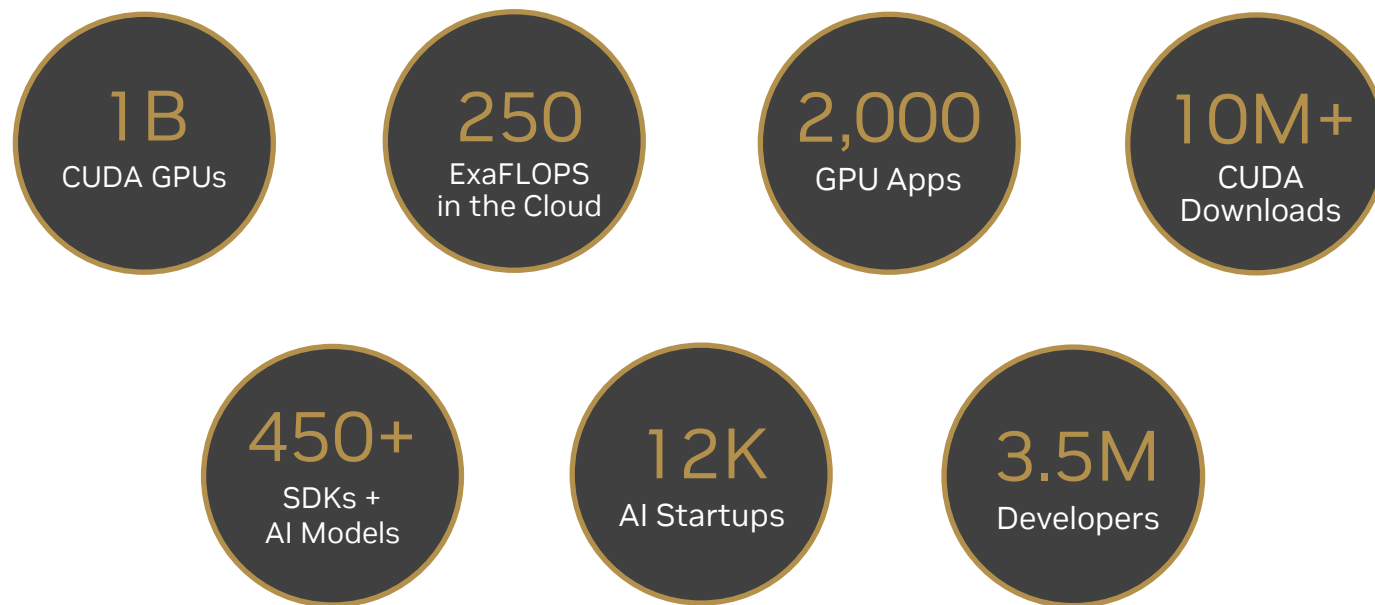 1B
CUDA GPUs
250
ExaFLOPS
in the Cloud
2,000
GPU Apps
10M+
CUDA
Downloads
450+
SDKs +
AI Models
12K
AI Startups
3.5M
Developers